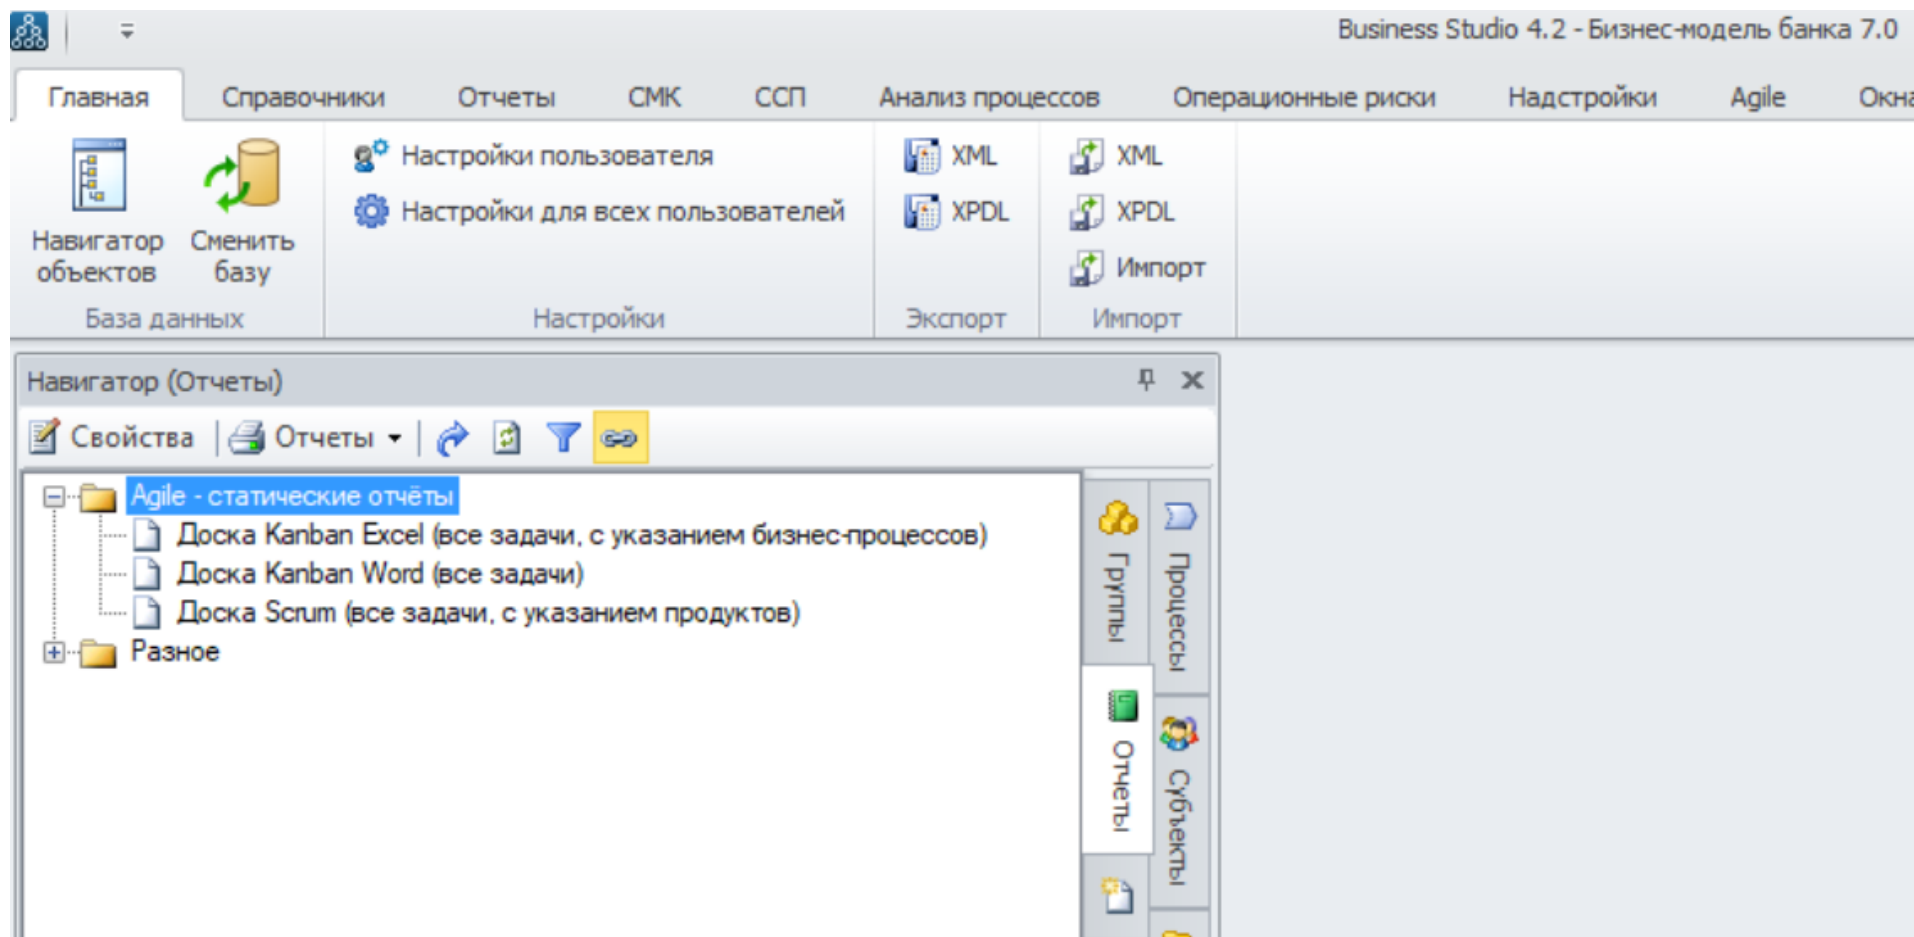 Business Studio 4.2 - Бизнес-модель банка 7.0
Главная Справочники Отчеты СМК ССП Анализ процессов Операционные риски Надстройки Agile
Настройки пользователя XML XML
Настройки для всех пользователей XPDL XPDL
Навигатор Сменить
объектов базу Импорт
База данных Настройки Экспорт Импорт
Навигатор (Отчеты)
Свойства Отчеты
Agile - статические отчёты
Доска Kanban Excel (все задачи, с указанием бизнес-процессов)
Доска Kanban Word (все задачи)
Доска Scrum (все задачи, с указанием продуктов)
Разное
Группы
Процессы
Отчеты
Субъекты